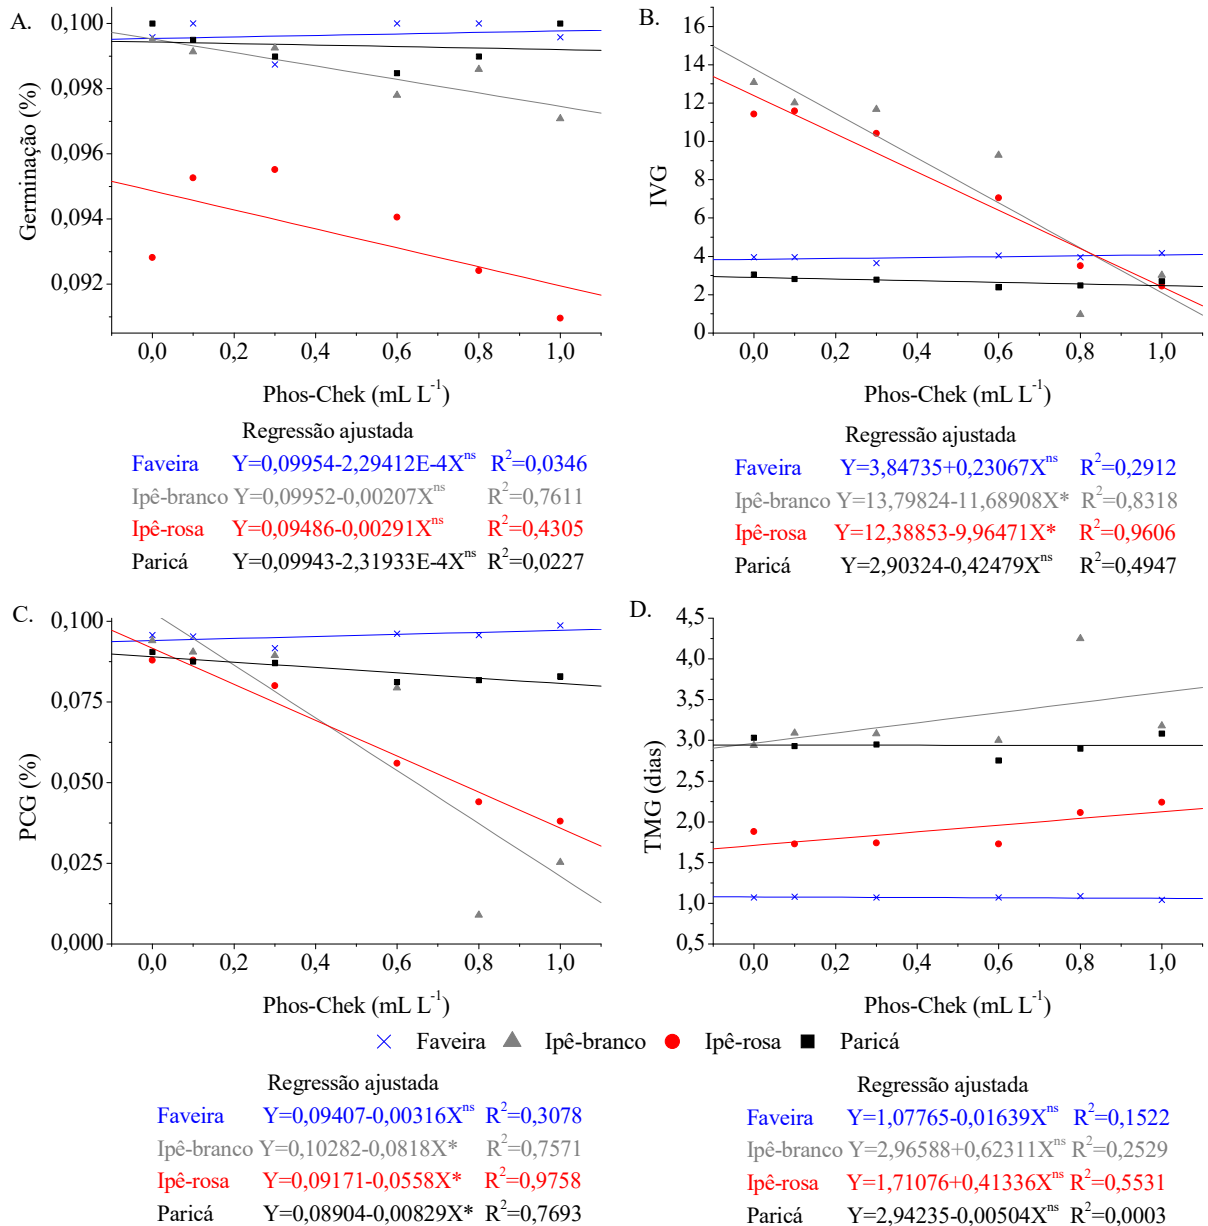 A.
0,100
0,098
0,096
0,094
0,092
Germinação (%)
0,0 0,2 0,4 0,6 0,8 1,0
Phos-Chek (mL L⁻¹)
Regressão ajustada
Faveira Y=0,09954-2,29412E-4Xⁿˢ R²=0,0346
Ipê-branco Y=0,09952-0,00207Xⁿˢ R²=0,7611
Ipê-rosa Y=0,09486-0,00291Xⁿˢ R²=0,4305
Paricá Y=0,09943-2,31933E-4Xⁿˢ R²=0,0227
B.
16
14
12
10
8
6
4
2
0
IVG
0,0 0,2 0,4 0,6 0,8 1,0
Phos-Chek (mL L⁻¹)
Regressão ajustada
Faveira Y=3,84735+0,23067Xⁿˢ R²=0,2912
Ipê-branco Y=13,79824-11,68908X* R²=0,8318
Ipê-rosa Y=12,38853-9,96471X* R²=0,9606
Paricá Y=2,90324-0,42479Xⁿˢ R²=0,4947
C.
0,100
0,075
0,050
0,025
0,000
PCG (%)
0,0 0,2 0,4 0,6 0,8 1,0
Phos-Chek (mL L⁻¹)
D.
4,5
4,0
3,5
3,0
2,5
2,0
1,5
1,0
0,5
TMG (dias)
0,0 0,2 0,4 0,6 0,8 1,0
Phos-Chek (mL L⁻¹)
Faveira Ipê-branco Ipê-rosa Paricá
Regressão ajustada
Faveira Y=0,09407-0,00316Xⁿˢ R²=0,3078
Ipê-branco Y=0,10282-0,0818X* R²=0,7571
Ipê-rosa Y=0,09171-0,0558X* R²=0,9758
Paricá Y=0,08904-0,00829X* R²=0,7693
Regressão ajustada
Faveira Y=1,07765-0,01639Xⁿˢ R²=0,1522
Ipê-branco Y=2,96588+0,62311Xⁿˢ R²=0,2529
Ipê-rosa Y=1,71076+0,41336Xⁿˢ R²=0,5531
Paricá Y=2,94235-0,00504Xⁿˢ R²=0,0003